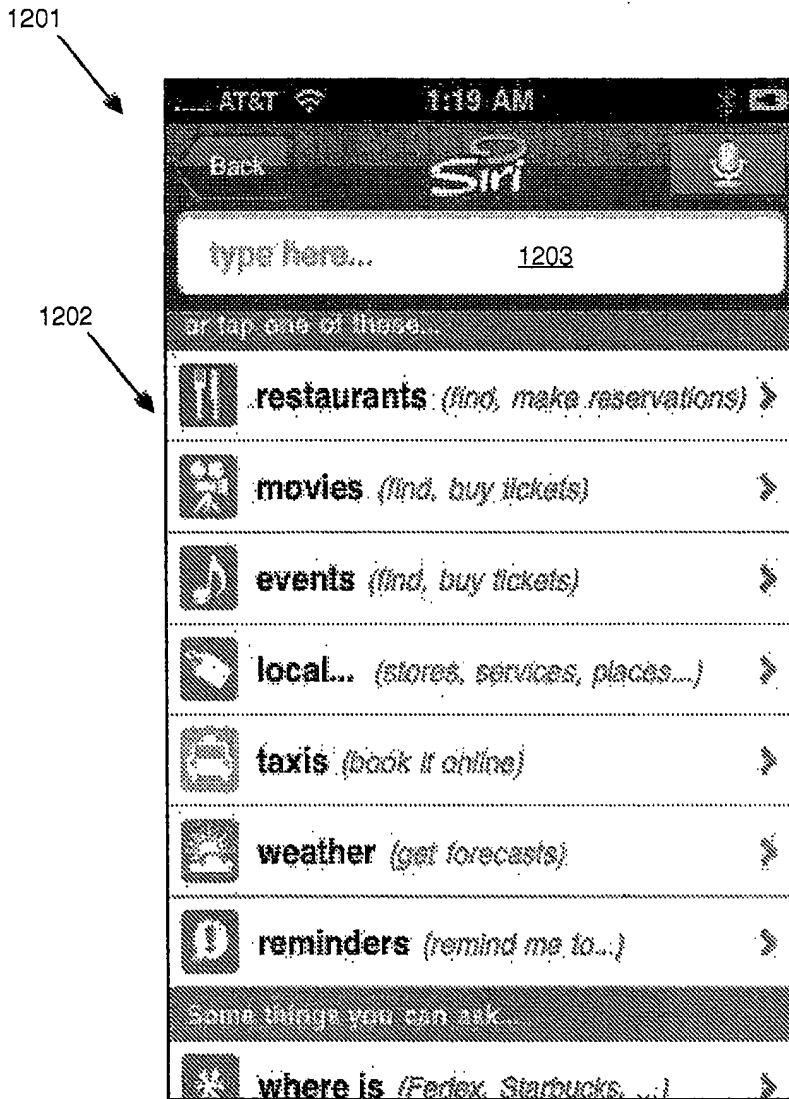 1201
AT&T 1:19 AM
Back Siri
type here... 1203
1202
or tap one of these...
restaurants (find, make reservations)
movies (find, buy tickets)
events (find, buy tickets)
local... (stores, services, places...)
taxis (book it online)
weather (get forecasts)
reminders (remind me to...)
Some things you can ask...
where is (Fedex, Starbucks, ...)